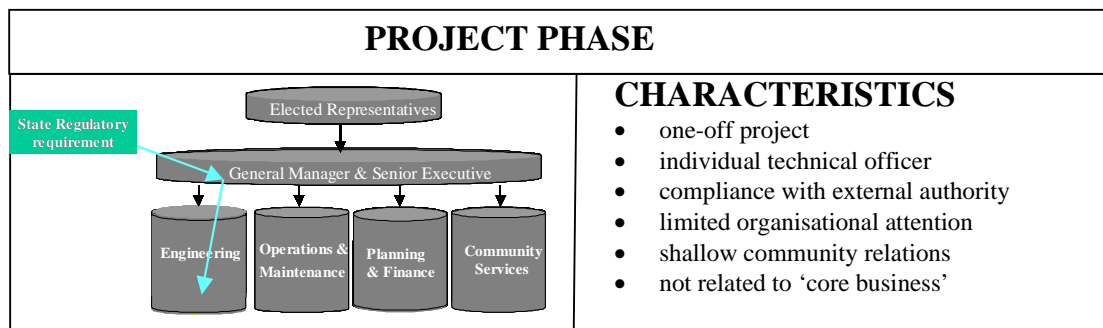 PROJECT PHASE
Elected Representatives
State Regulatory
requirement
General Manager & Senior Executive
Engineering
Operations &
Maintenance
Planning
& Finance
Community
Services
CHARACTERISTICS
• one-off project
• individual technical officer
• compliance with external authority
• limited organisational attention
• shallow community relations
• not related to ‘core business’